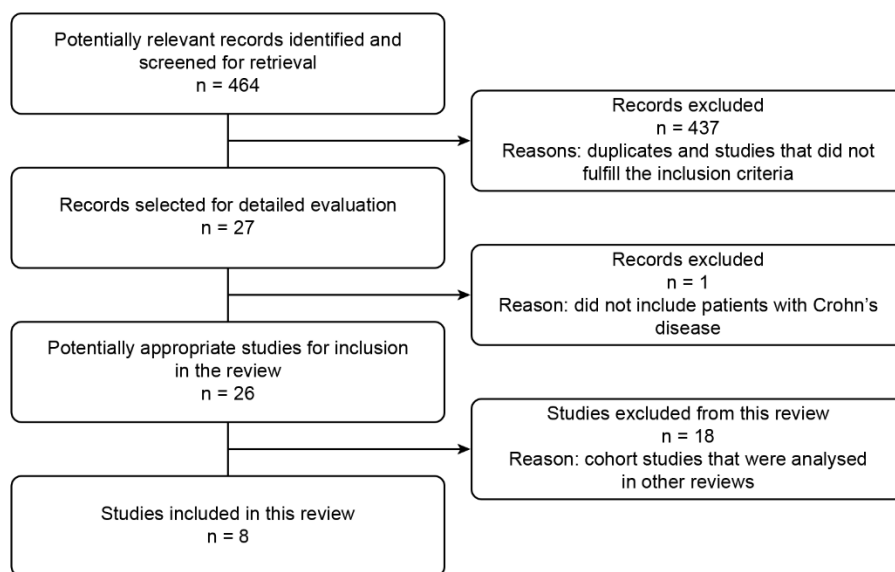 Potentially relevant records identified and
screened for retrieval
n = 464
Records excluded
n = 437
Reasons: duplicates and studies that did not
fulfill the inclusion criteria
Records selected for detailed evaluation
n = 27
Records excluded
n = 1
Reason: did not include patients with Crohn’s
disease
Potentially appropriate studies for inclusion
in the review
n = 26
Studies excluded from this review
n = 18
Reason: cohort studies that were analysed
in other reviews
Studies included in this review
n = 8